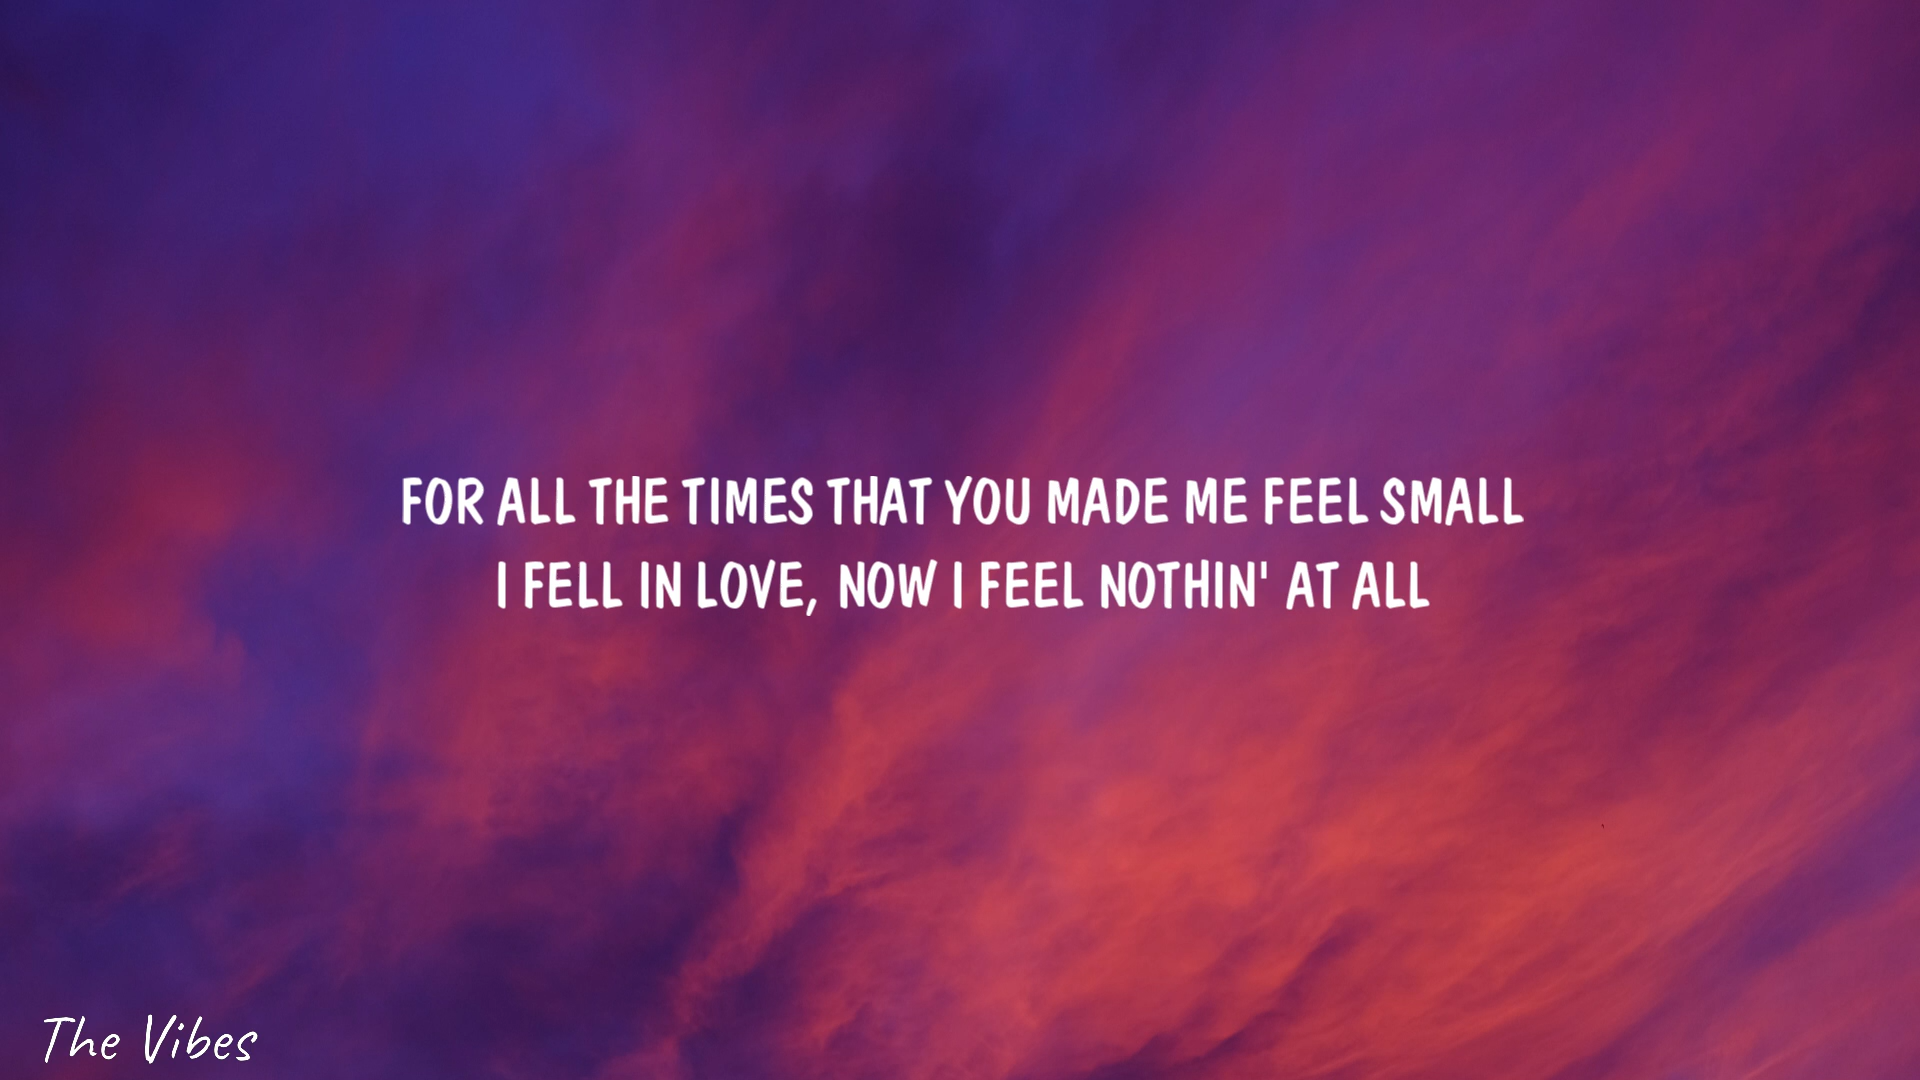 FOR ALL THE TIMES THAT YOU MADE ME FEEL SMALL
I FELL IN LOVE, NOW I FEEL NOTHIN' AT ALL
The Vibes